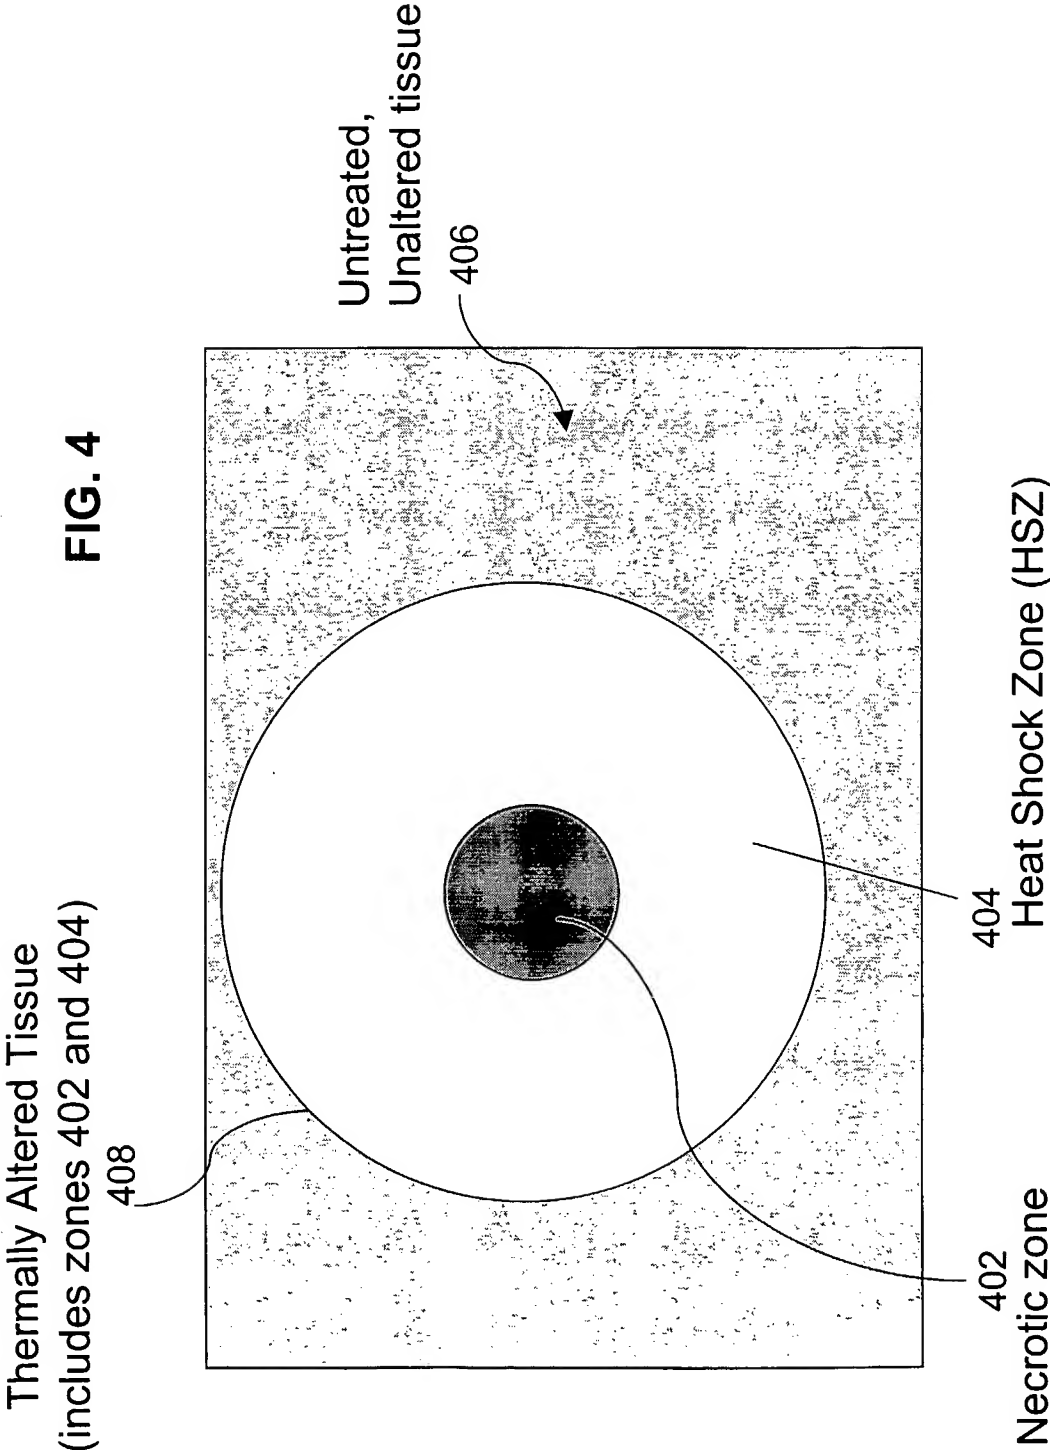 Thermally Altered Tissue
(includes zones 402 and 404)
408
FIG. 4
Untreated,
Unaltered tissue
406
402
Necrotic zone
404
Heat Shock Zone (HSZ)